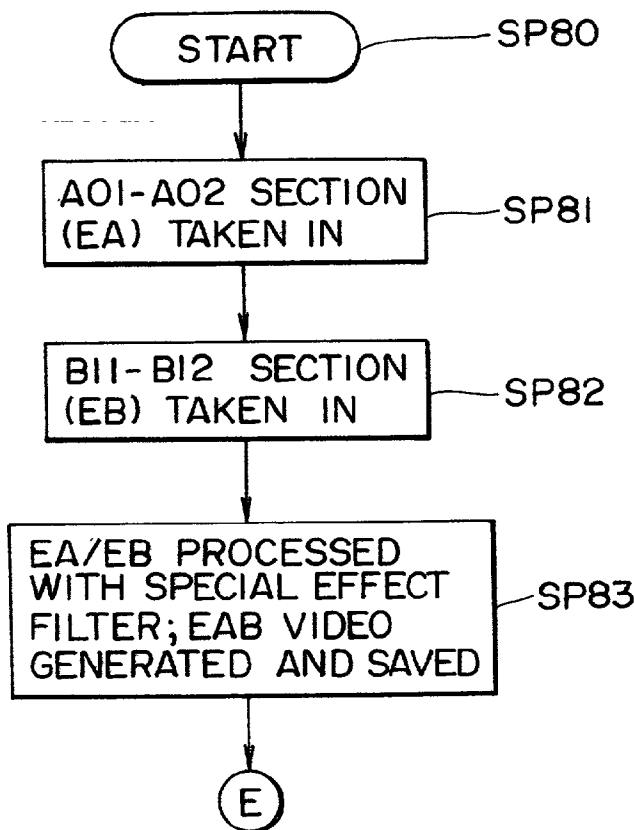 START
SP80
A01-A02 SECTION
(EA) TAKEN IN
SP81
B11-B12 SECTION
(EB) TAKEN IN
SP82
EA/EB PROCESSED
WITH SPECIAL EFFECT
FILTER; EAB VIDEO
GENERATED AND SAVED
SP83
E